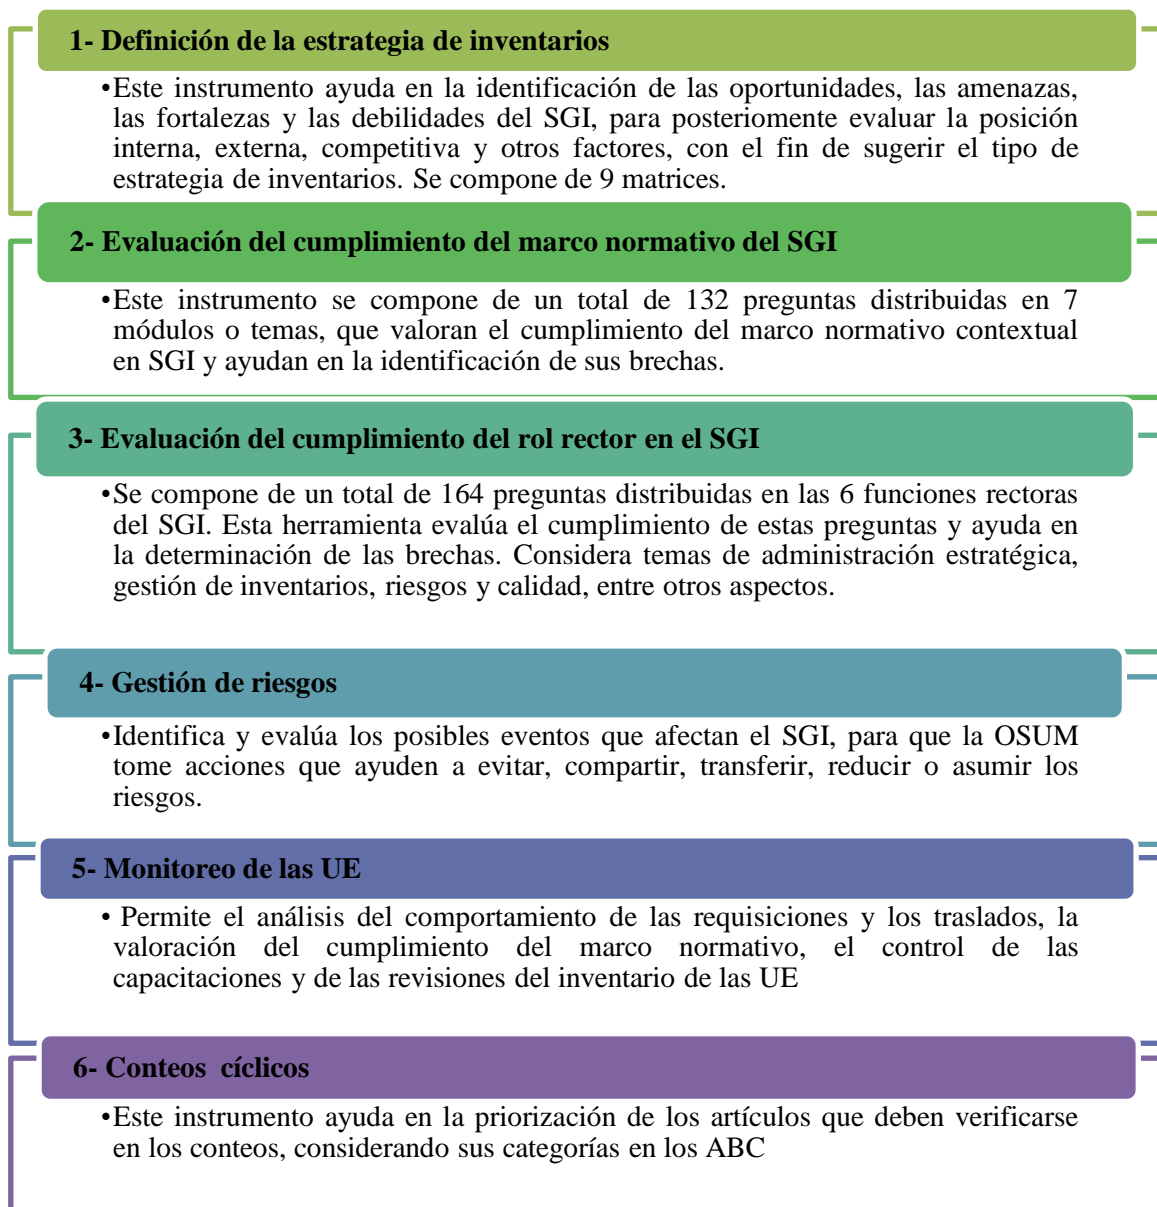 1- Definición de la estrategia de inventarios
•Este instrumento ayuda en la identificación de las oportunidades, las amenazas,
las fortalezas y las debilidades del SGI, para posteriomente evaluar la posición
interna, externa, competitiva y otros factores, con el fin de sugerir el tipo de
estrategia de inventarios. Se compone de 9 matrices.
2- Evaluación del cumplimiento del marco normativo del SGI
•Este instrumento se compone de un total de 132 preguntas distribuidas en 7
módulos o temas, que valoran el cumplimiento del marco normativo contextual
en SGI y ayudan en la identificación de sus brechas.
3- Evaluación del cumplimiento del rol rector en el SGI
•Se compone de un total de 164 preguntas distribuidas en las 6 funciones rectoras
del SGI. Esta herramienta evalúa el cumplimiento de estas preguntas y ayuda en
la determinación de las brechas. Considera temas de administración estratégica,
gestión de inventarios, riesgos y calidad, entre otros aspectos.
4- Gestión de riesgos
•Identifica y evalúa los posibles eventos que afectan el SGI, para que la OSUM
tome acciones que ayuden a evitar, compartir, transferir, reducir o asumir los
riesgos.
5- Monitoreo de las UE
• Permite el análisis del comportamiento de las requisiciones y los traslados, la
valoración del cumplimiento del marco normativo, el control de las
capacitaciones y de las revisiones del inventario de las UE
6- Conteos cíclicos
•Este instrumento ayuda en la priorización de los artículos que deben verificarse
en los conteos, considerando sus categorías en los ABC